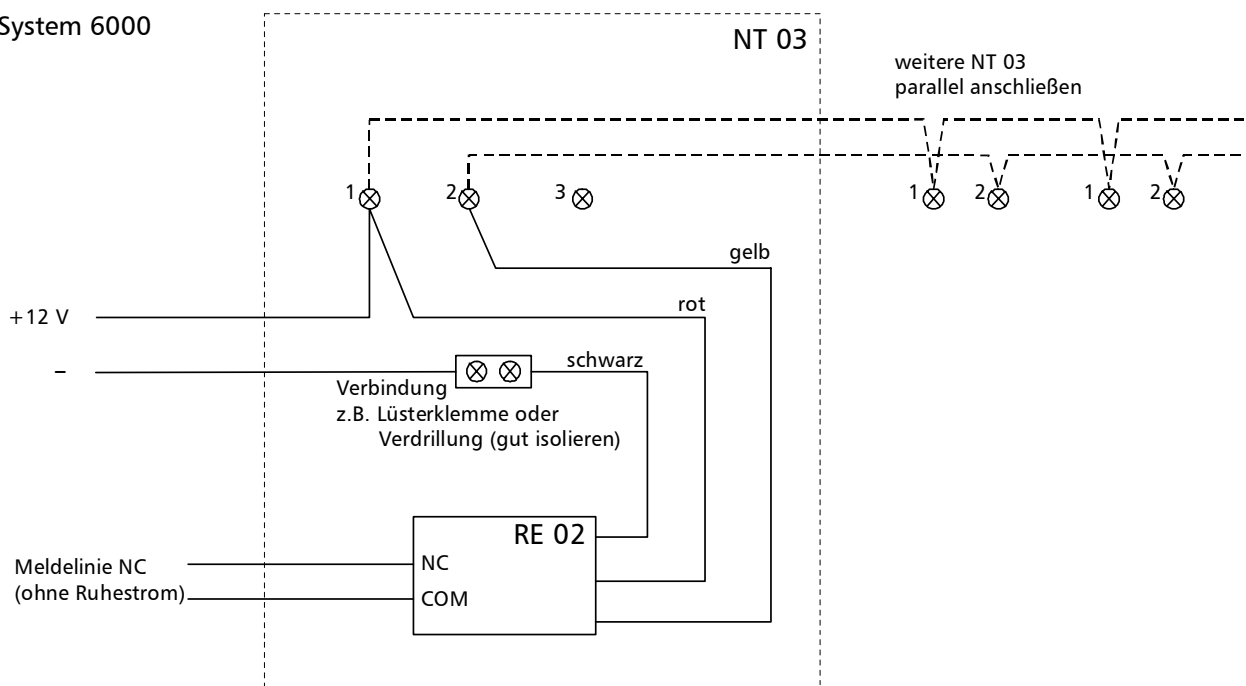 System 6000
NT 03
weitere NT 03
parallel anschließen
1
2
3
1
2
1
2
gelb
rot
+12 V
schwarz
–
Verbindung
z.B. Lüsterklemme oder
Verdrillung (gut isolieren)
RE 02
Meldelinie NC
(ohne Ruhestrom)
NC
COM